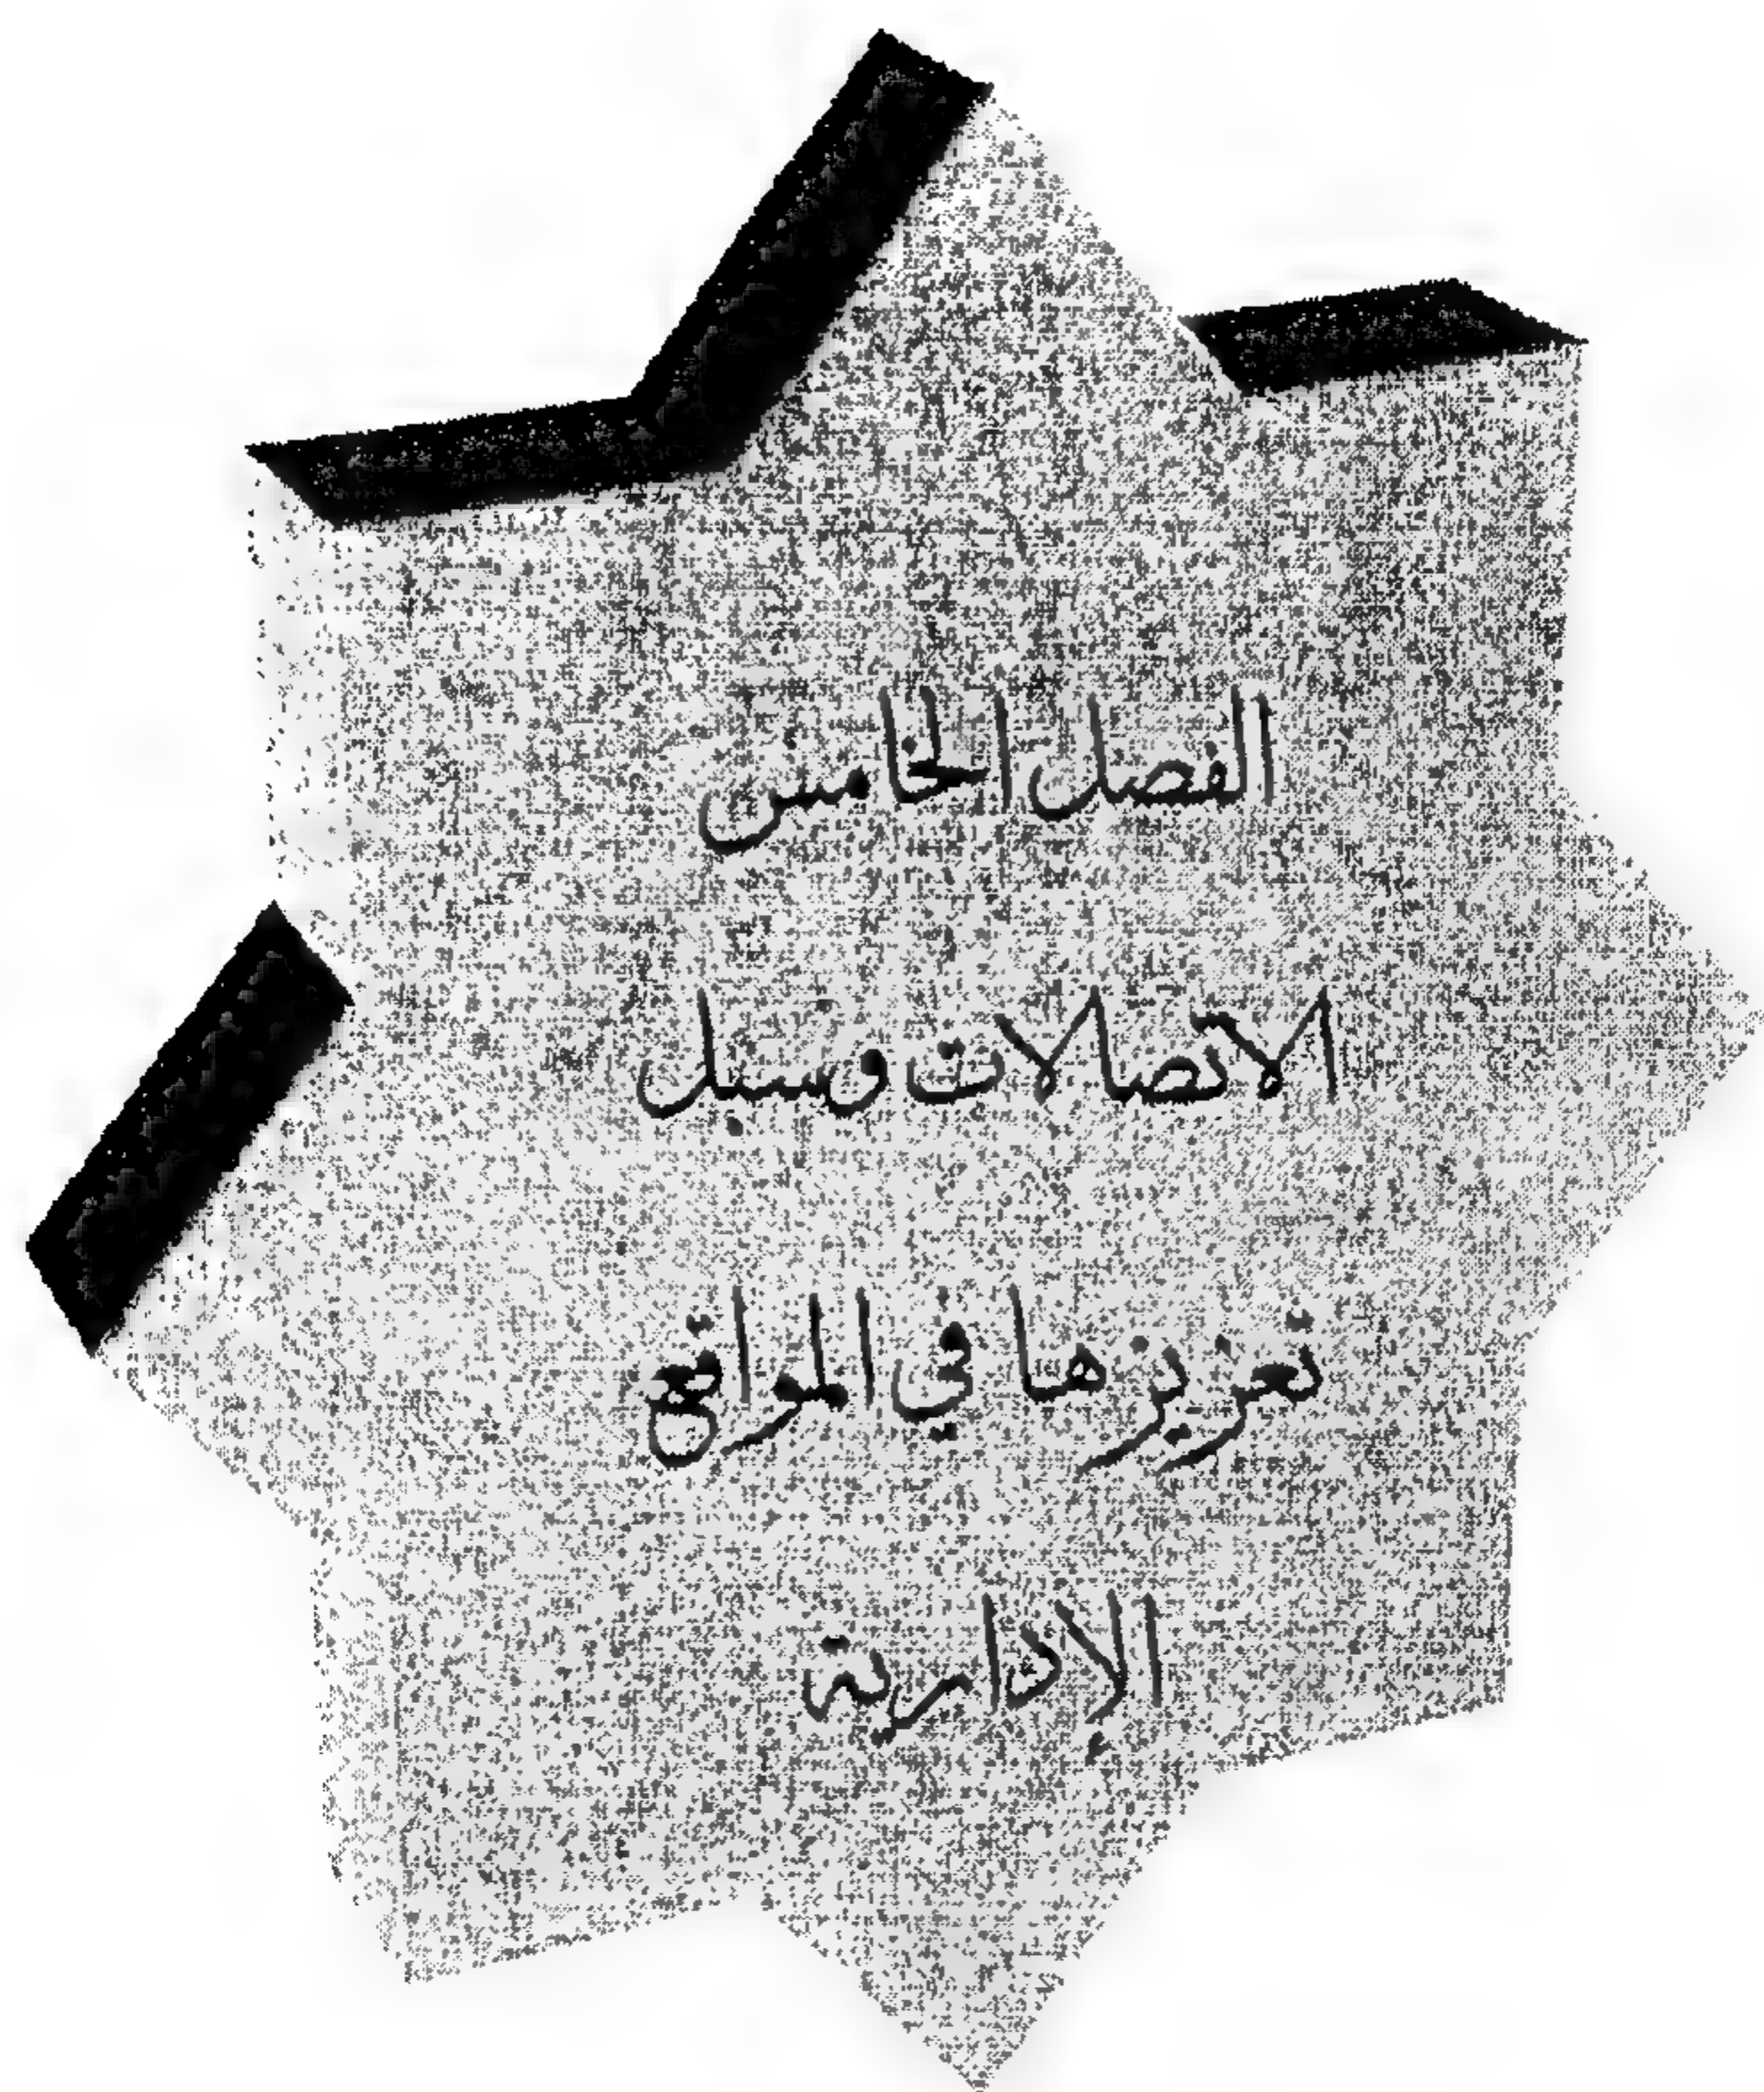 الفصل الخامس
الاتصالات وسبل
تعزيزها في المواقع
الإدارية